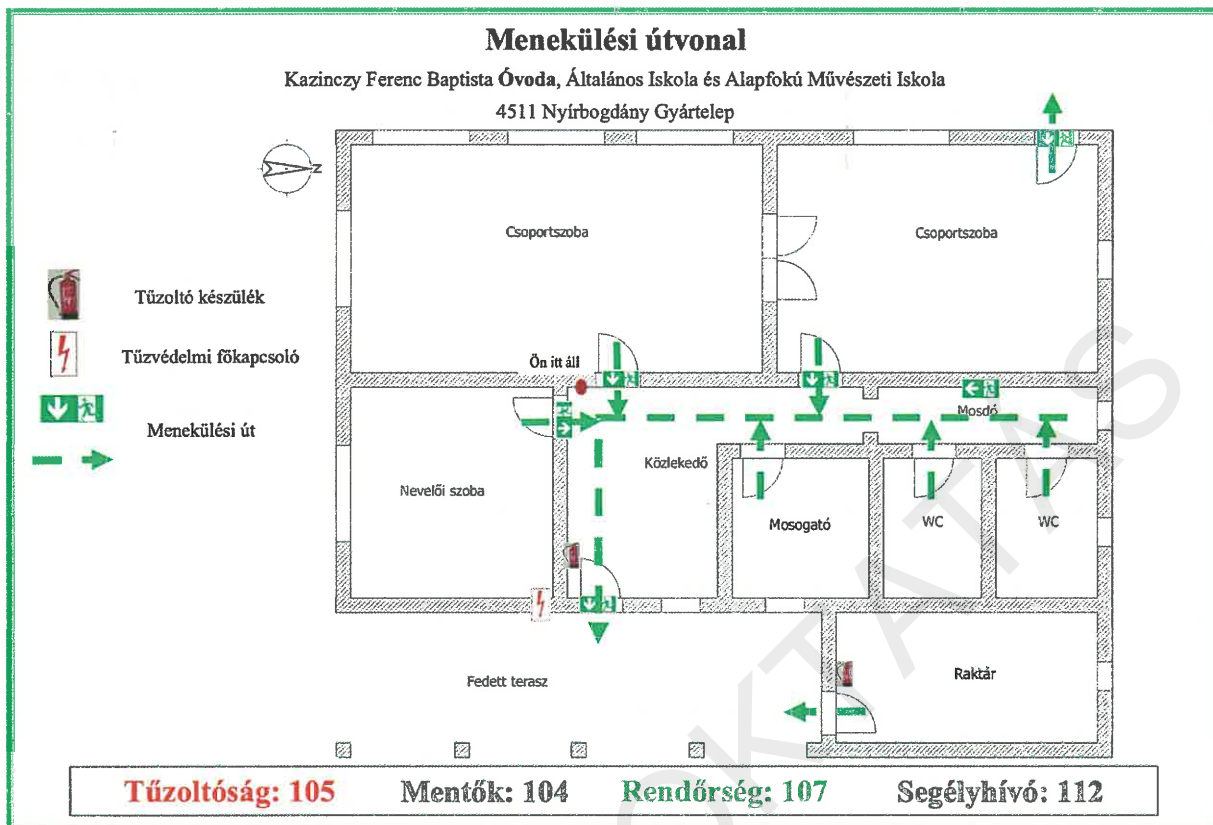 Menekülési útvonal
Kazinczy Ferenc Baptista Óvoda, Általános Iskola és Alapfokú Művészeti Iskola
4511 Nyírbogdány Gyártelep
N
Csoportszoba
Csoportszoba
Tűzoltó készülék
Tűzvédelmi főkapcsoló
Menekülési út
Ön itt áll
Mosdó
Közlekedő
Nevelői szoba
Mosogató
WC
WC
Fedett terasz
Raktár
OKTATÁS
Tűzoltóság: 105 Mentők: 104 Rendőrség: 107 Segélyhívó: 112